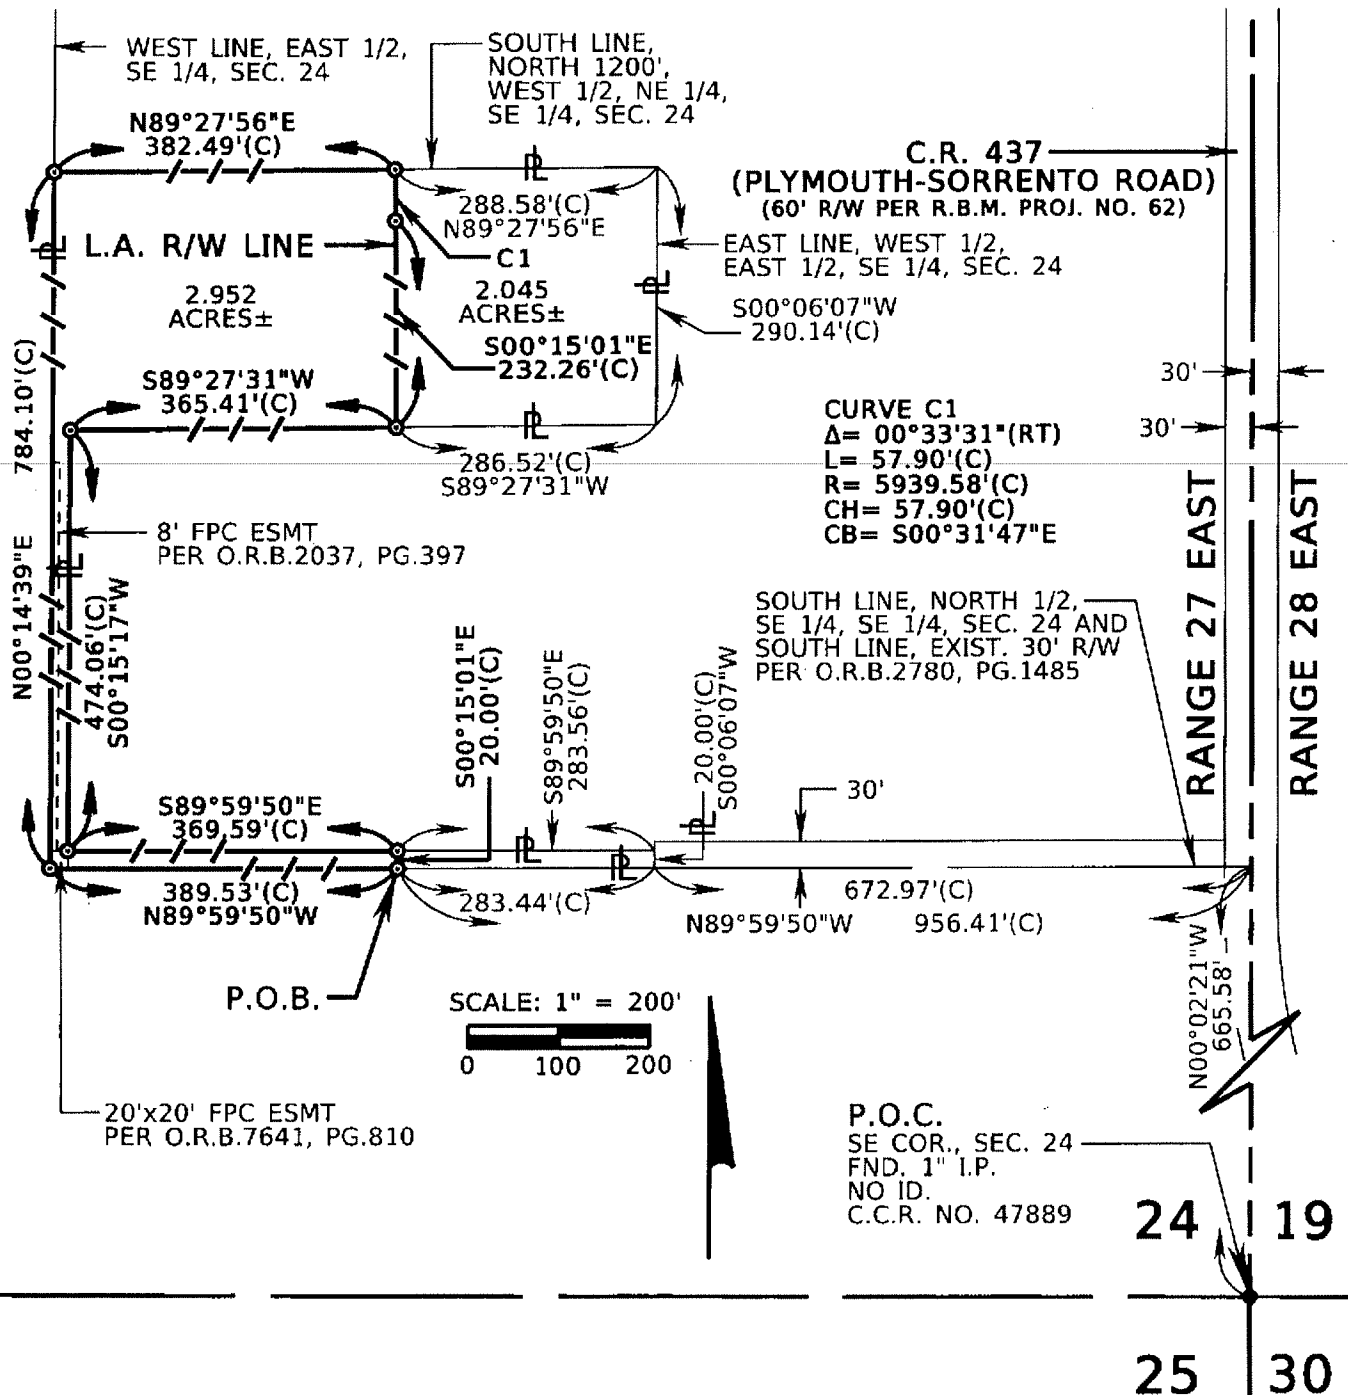 WEST LINE, EAST 1/2,
SE 1/4, SEC. 24
SOUTH LINE,
NORTH 1200',
WEST 1/2, NE 1/4,
SE 1/4, SEC. 24
N89°27'56"E
382.49'(C)
C.R. 437
(PLYMOUTH-SORRENTO ROAD)
(60' R/W PER R.B.M. PROJ. NO. 62)
PL
288.58'(C)
N89°27'56"E
PL
L.A. R/W LINE
C1
EAST LINE, WEST 1/2,
EAST 1/2, SE 1/4, SEC. 24
2.952
ACRES±
2.045
ACRES±
PL
S00°06'07"W
290.14'(C)
S00°15'01"E
232.26'(C)
784.10'(C)
N00°14'39"E
S89°27'31"W
365.41'(C)
PL
286.52'(C)
S89°27'31"W
30'
30'
CURVE C1
Δ= 00°33'31"(RT)
L= 57.90'(C)
R= 5939.58'(C)
CH= 57.90'(C)
CB= S00°31'47"E
RANGE 27 EAST
RANGE 28 EAST
8' FPC ESMT
PER O.R.B.2037, PG.397
PL
474.06'(C)
S00°15'17"W
SOUTH LINE, NORTH 1/2,
SE 1/4, SE 1/4, SEC. 24 AND
SOUTH LINE, EXIST. 30' R/W
PER O.R.B.2780, PG.1485
S00°15'01"E
20.00'(C)
S89°59'50"E
283.56'(C)
20.00'(C)
S00°06'07"W
PL
30'
S89°59'50"E
369.59'(C)
PL
PL
389.53'(C)
N89°59'50"W
283.44'(C)
672.97'(C)
N89°59'50"W
956.41'(C)
N00°02'21"W
665.58'
P.O.B.
SCALE: 1" = 200'
0 100 200
20'x20' FPC ESMT
PER O.R.B.7641, PG.810
P.O.C.
SE COR., SEC. 24
FND. 1" I.P.
NO ID.
C.C.R. NO. 47889
24 19
25 30